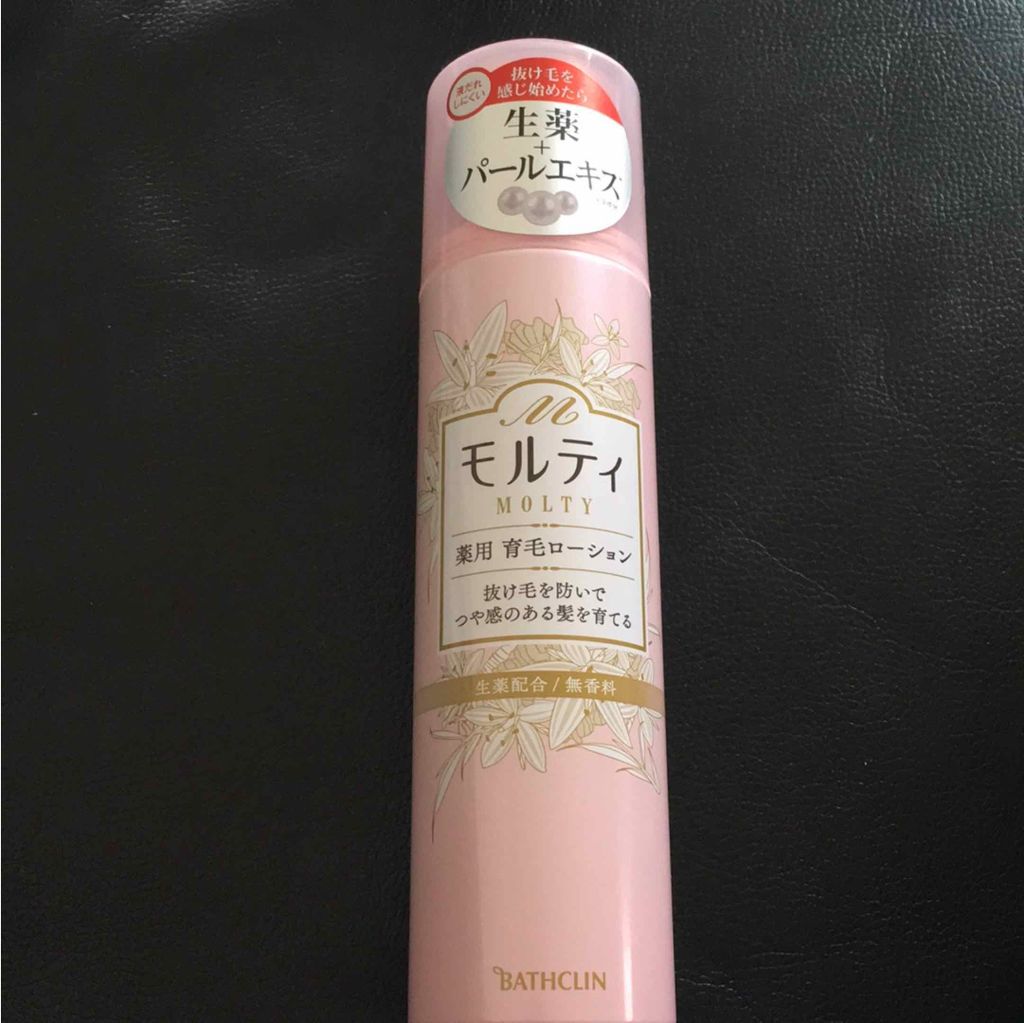 液だれ
しにくい
抜け毛を
感じ始めたら
生薬
+
パールエキス
M
モルティ
MOLTY
薬用 育毛ローション
抜け毛を防いで
つや感のある髪を育てる
生薬配合/無香料
BATHCLIN